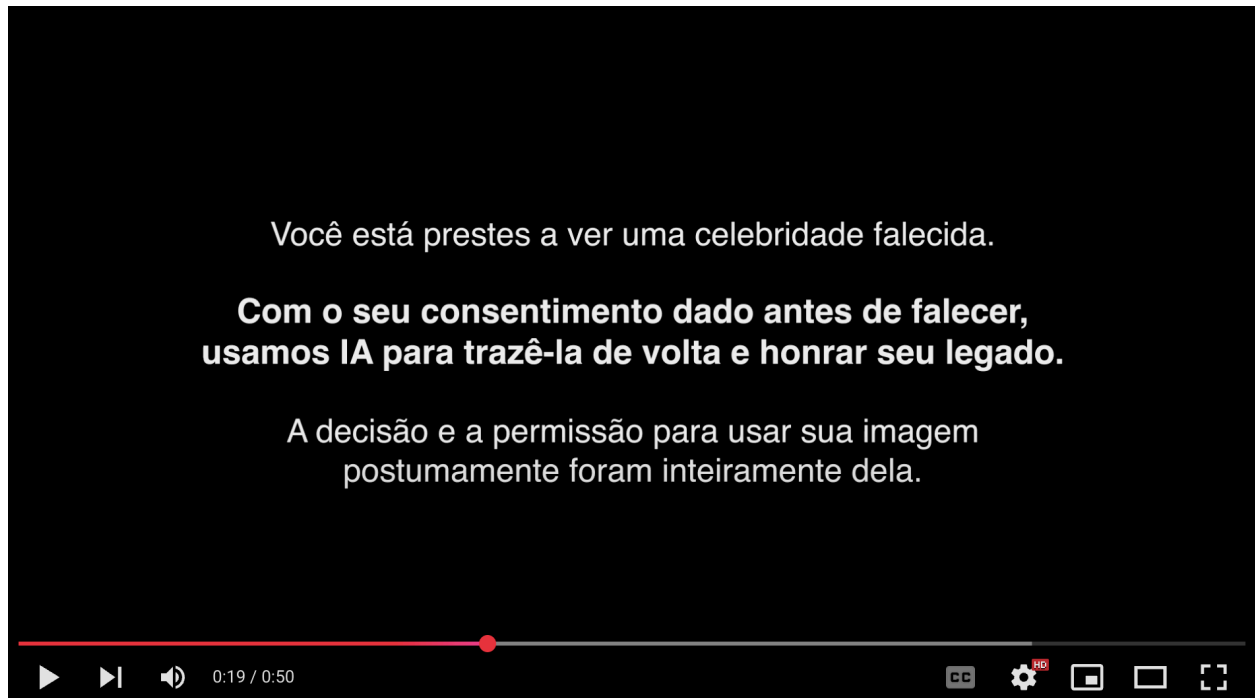 Você está prestes a ver uma celebridade falecida.
Com o seu consentimento dado antes de falecer,
usamos IA para trazê-la de volta e honrar seu legado.
A decisão e a permissão para usar sua imagem
postumamente foram inteiramente dela.
0:19 / 0:50
CC
HD